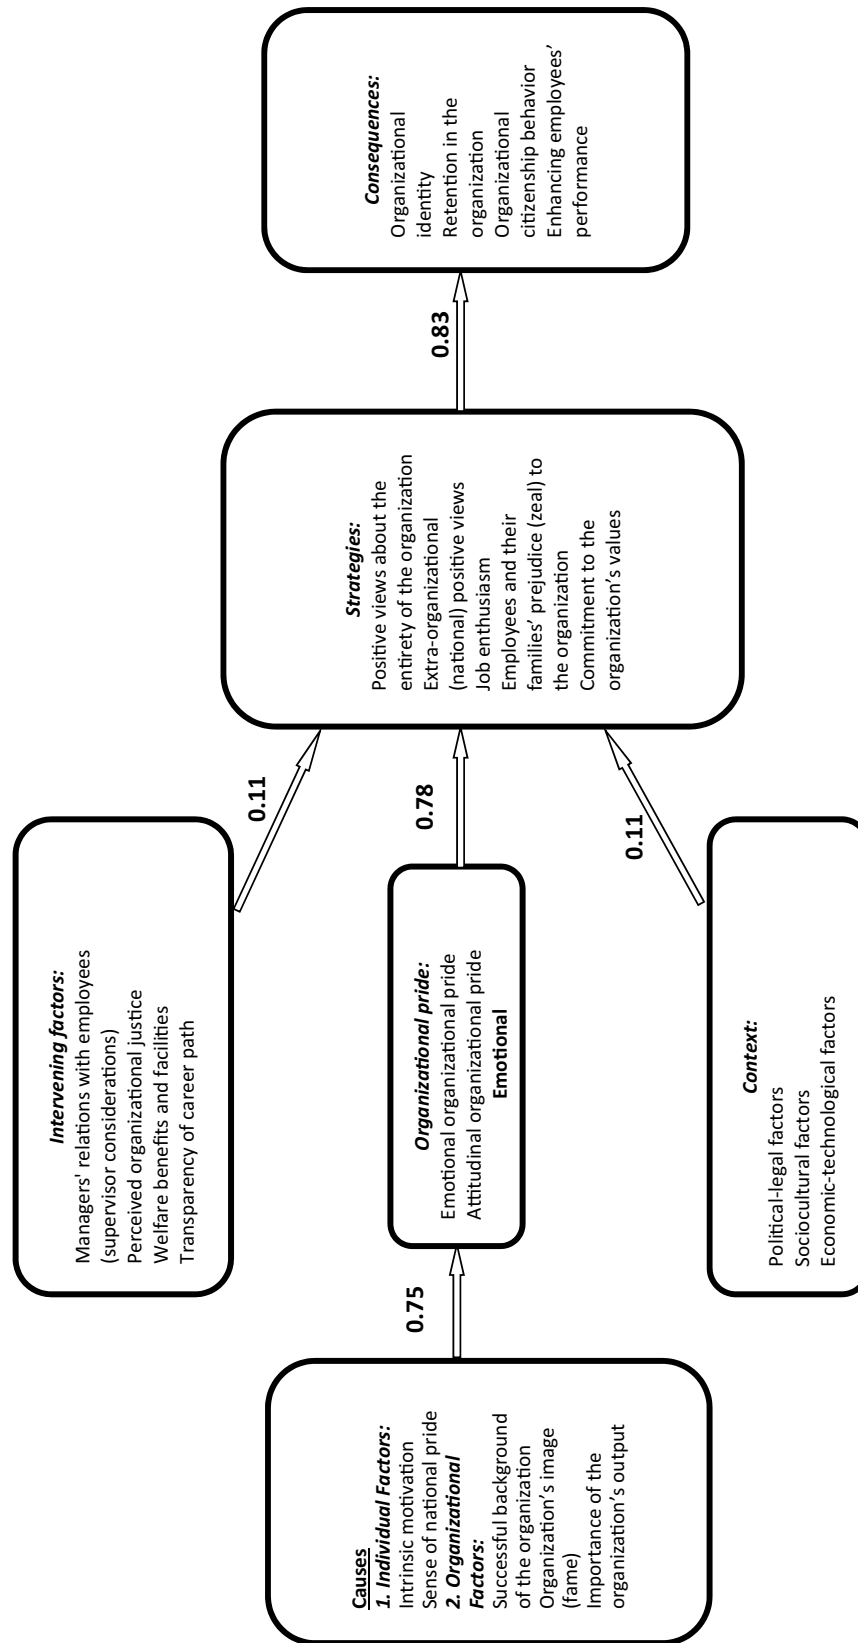 Causes
1. Individual Factors:
Intrinsic motivation
Sense of national pride
2. Organizational
Factors:
Successful background
of the organization
Organization’s image
(fame)
Importance of the
organization’s output
0.75
Intervening factors:
Managers' relations with employees
(supervisor considerations)
Perceived organizational justice
Welfare benefits and facilities
Transparency of career path
0.11
Organizational pride:
Emotional organizational pride
Attitudinal organizational pride
Emotional
0.78
Context:
Political-legal factors
Sociocultural factors
Economic-technological factors
0.11
Strategies:
Positive views about the
entirety of the organization
Extra-organizational
(national) positive views
Job enthusiasm
Employees and their
families’ prejudice (zeal) to
the organization
Commitment to the
organization’s values
0.83
Consequences:
Organizational
identity
Retention in the
organization
Organizational
citizenship behavior
Enhancing employees’
performance